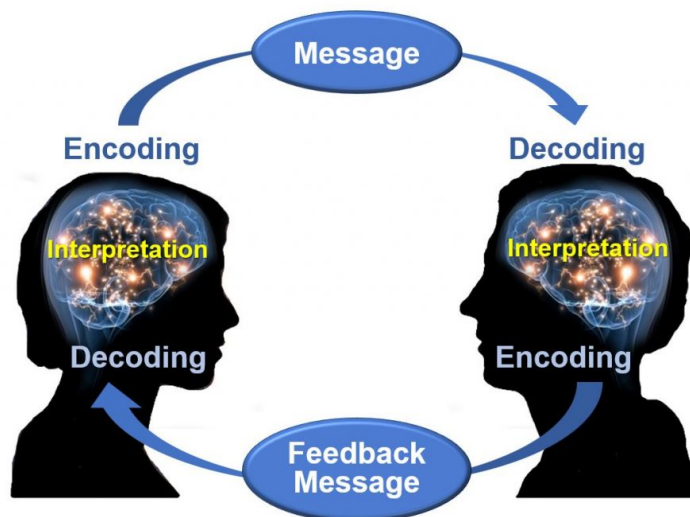 Message
Encoding
Decoding
Interpretation
Interpretation
Decoding
Encoding
Feedback
Message